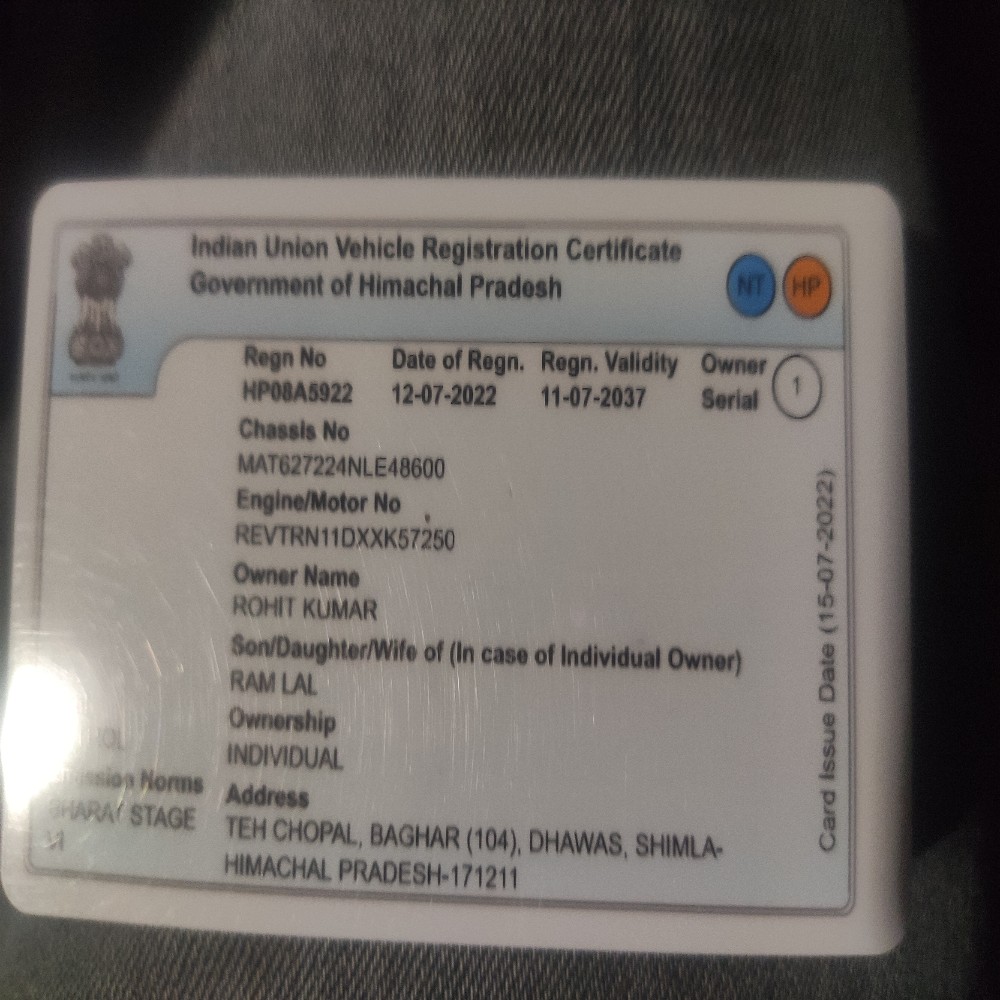 Indian Union Vehicle Registration Certificate
Government of Himachal Pradesh
NT HP
Regn No Date of Regn. Regn. Validity Owner Serial 1
HP08A5922 12-07-2022 11-07-2037
Chassis No
MAT627224NLE48600
Engine/Motor No
REVTRN11DXXK57250
Owner Name
ROHIT KUMAR
Son/Daughter/Wife of (In case of Individual Owner)
RAM LAL
Ownership
INDIVIDUAL
Norms
STAGE
Address
TEH CHOPAL, BAGHAR (104), DHAWAS, SHIMLA-
HIMACHAL PRADESH-171211
Card Issue Date (15-07-2022)